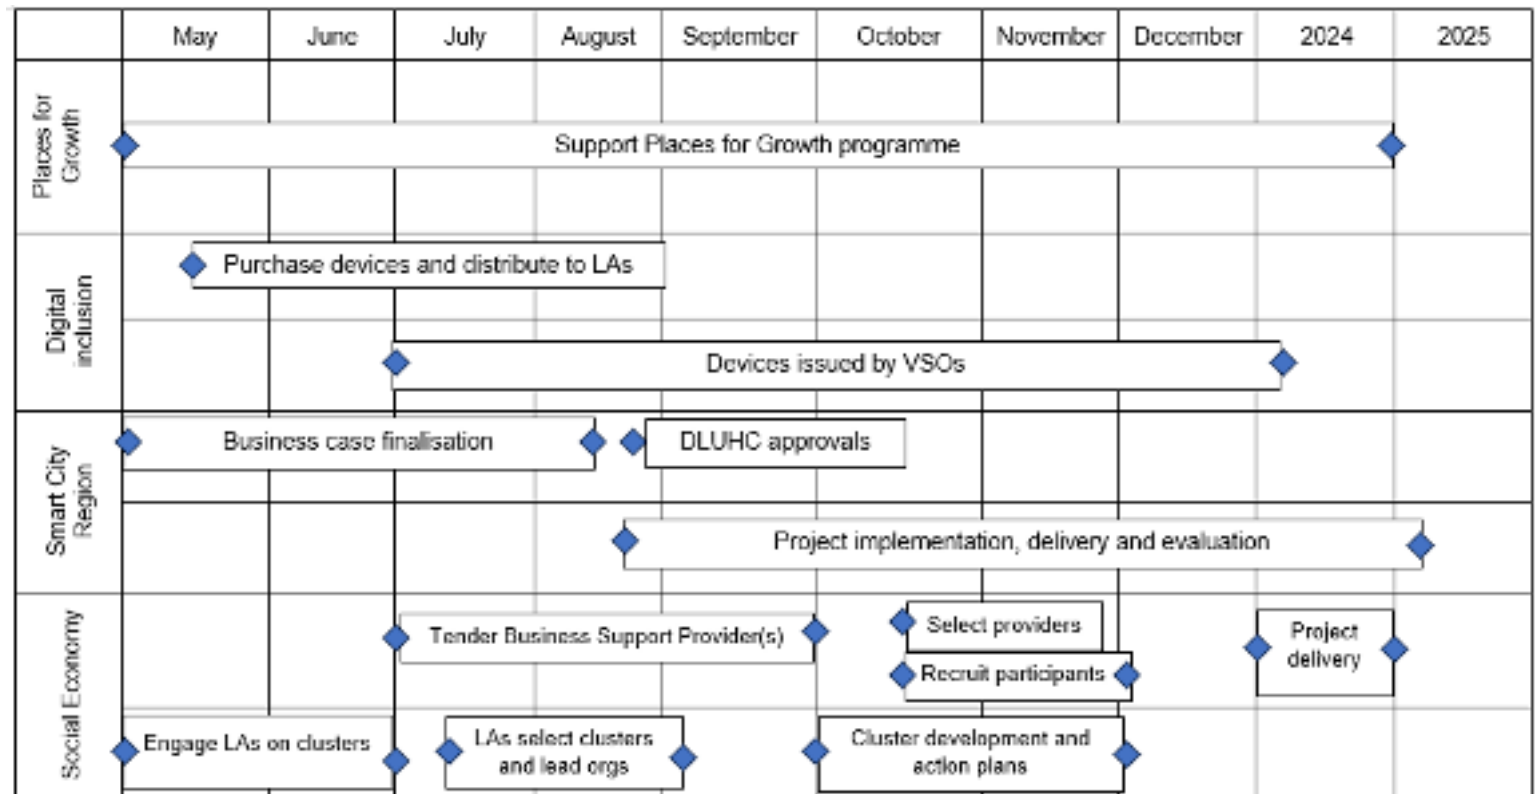 May June July August September October November December 2024 2025
Places for
Growth
Support Places for Growth programme
Digital
inclusion
Purchase devices and distribute to LAs
Devices issued by VSOs
Smart City
Region
Business case finalisation
DLUHC approvals
Project implementation, delivery and evaluation
Social Economy
Tender Business Support Provider(s)
Select providers
Recruit participants
Project
delivery
Engage LAs on clusters
LAs select clusters
and lead orgs
Cluster development and
action plans